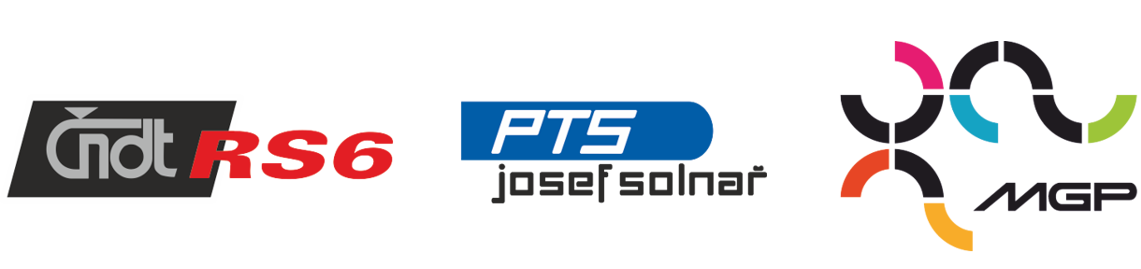 čndt RS6
PTS
josef solnař
MGP